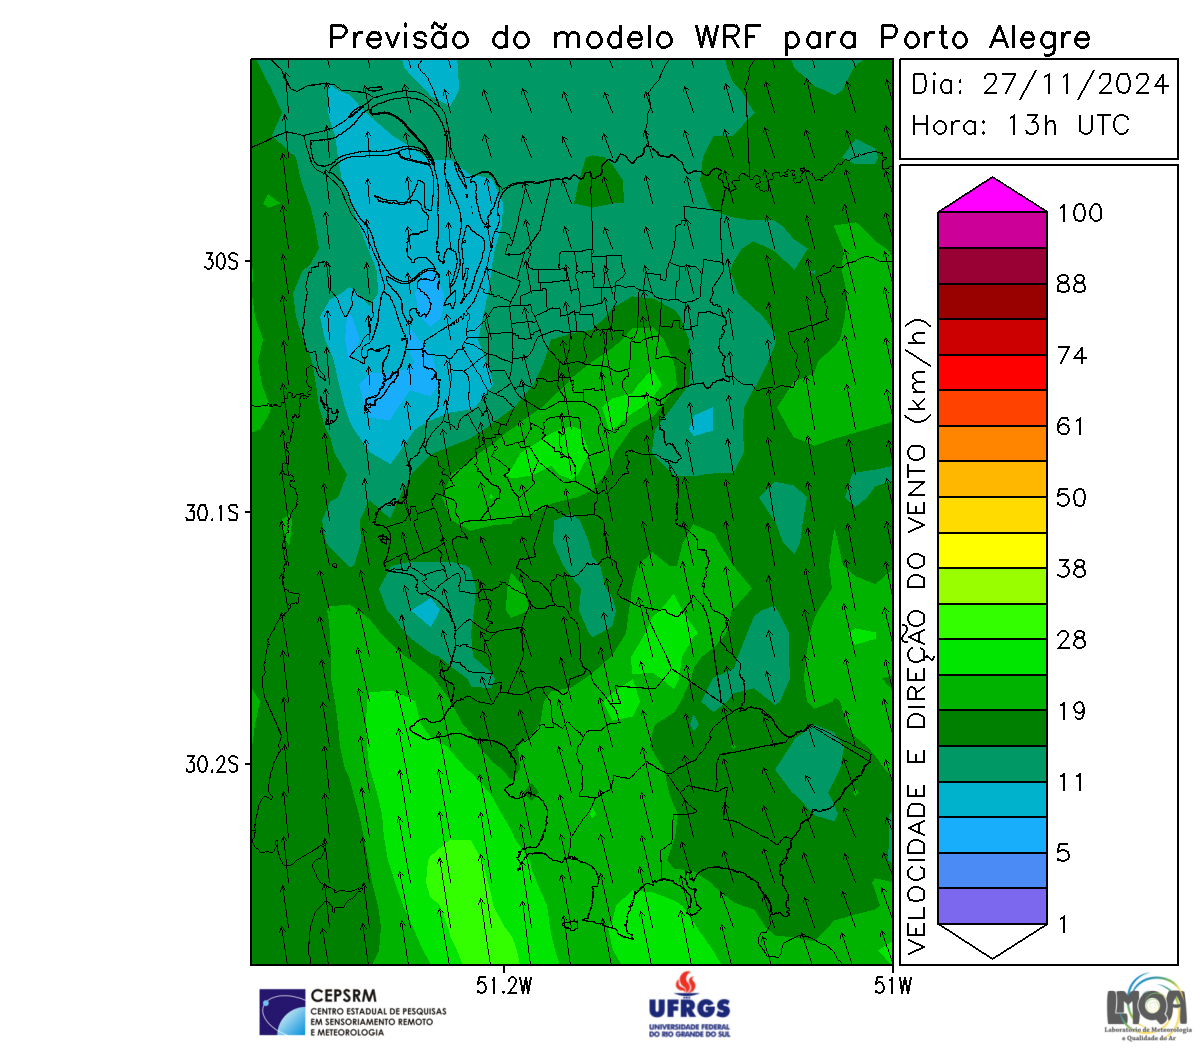 Previsão do modelo WRF para Porto Alegre
Dia: 27/11/2024
Hora: 13h UTC
100
88
74
61
50
38
28
19
11
5
1
VELOCIDADE E DIREÇÃO DO VENTO (km/h)
30S
30.1S
30.2S
51.2W
51W
CEPSRM
CENTRO ESTADUAL DE PESQUISAS
EM SENSORIAMENTO REMOTO
E METEOROLOGIA
UFRGS
UNIVERSIDADE FEDERAL
DO RIO GRANDE DO SUL
LMQA
Laboratório de Meteorologia
e Qualidade do Ar